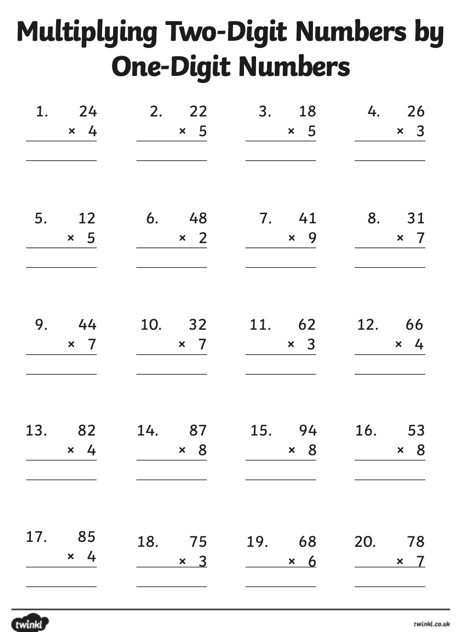 Multiplying Two-Digit Numbers by
One-Digit Numbers
1. 24 2. 22 3. 18 4. 26
× 4 × 5 × 5 × 3
5. 12 6. 48 7. 41 8. 31
× 5 × 2 × 9 × 7
9. 44 10. 32 11. 62 12. 66
× 7 × 7 × 3 × 4
13. 82 14. 87 15. 94 16. 53
× 4 × 8 × 8 × 8
17. 85 18. 75 19. 68 20. 78
× 4 × 3 × 6 × 7
twinkl twinkl.co.uk